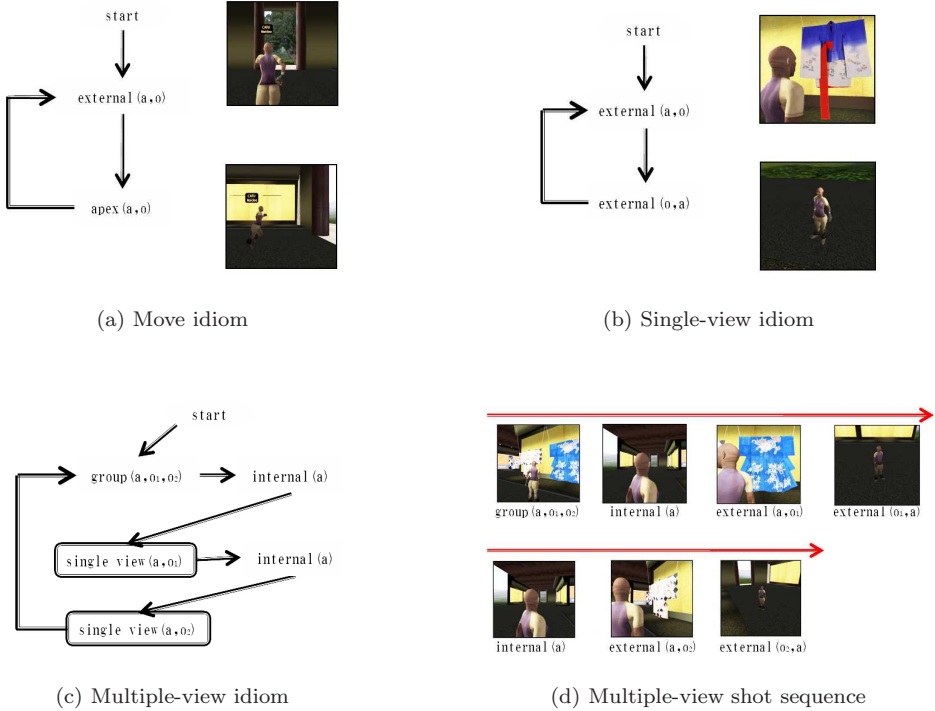 start
external(a,o)
apex(a,o)
(a) Move idiom
start
external(a,o)
external(o,a)
(b) Single-view idiom
start
group(a,o₁,o₂)
internal(a)
single view(a,o₁)
internal(a)
single view(a,o₂)
(c) Multiple-view idiom
group(a,o₁,o₂)
internal(a)
external(a,o₁)
external(o₁,a)
internal(a)
external(a,o₂)
external(o₂,a)
(d) Multiple-view shot sequence